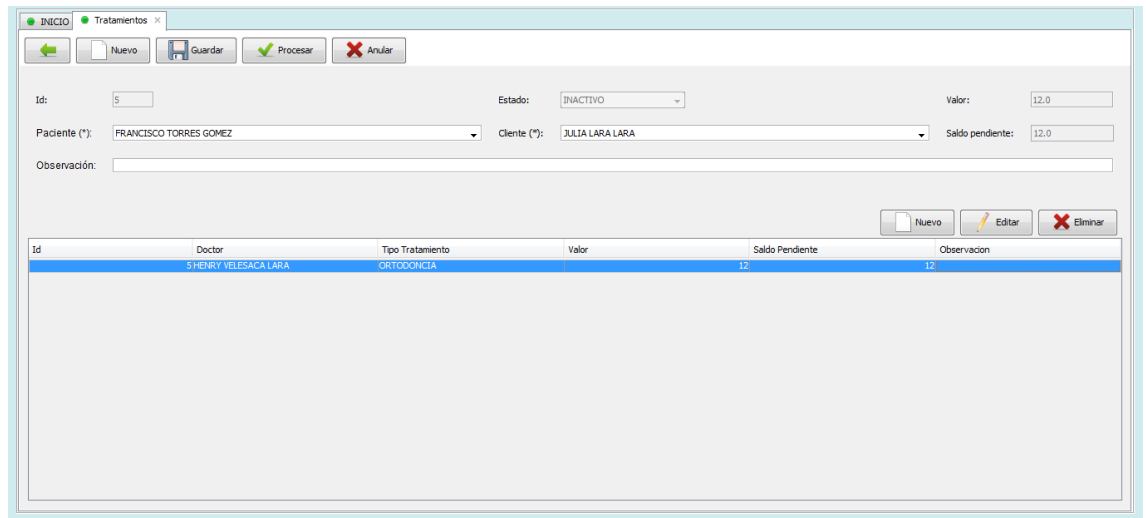 INICIO Tratamientos
Nuevo Guardar Procesar Anular
Id: 5 Estado: INACTIVO Valor: 12.0
Paciente (*): FRANCISCO TORRES GOMEZ Cliente (*): JULIA LARA LARA Saldo pendiente: 12.0
Observación:
Nuevo Editar Eliminar
Id Doctor Tipo Tratamiento Valor Saldo Pendiente Observacion
5 HENRY VELESACA LARA ORTODONCIA 12 12